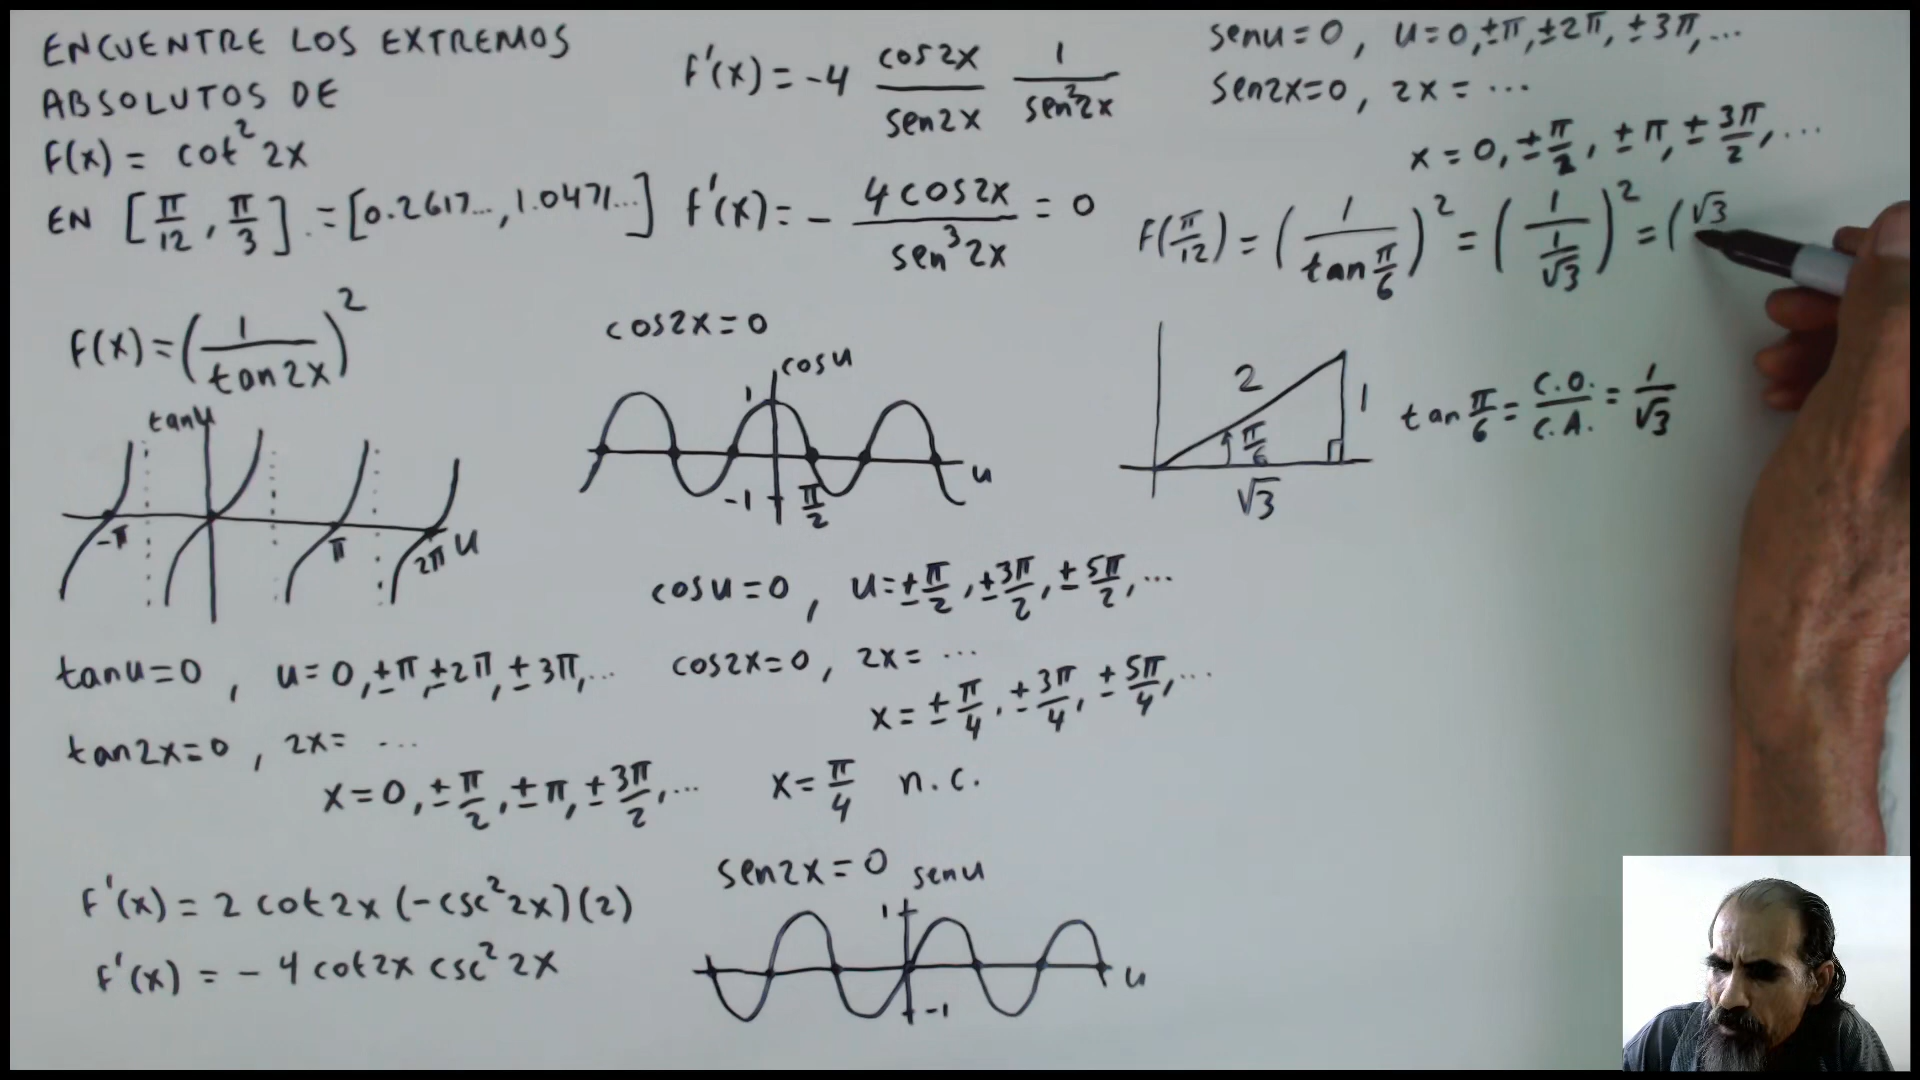 ENCUENTRE LOS EXTREMOS
ABSOLUTOS DE
F(x) = cot² 2x
EN [π/12, π/3] = [0.2617..., 1.0471...]
F(x) = (1/tan2x)²
tanu
-π π 2π u
tanu=0, u=0, ±π, ±2π, ±3π, ...
tan2x=0, 2x= ...
x=0, ±π/2, ±π, ±3π/2, ...
F'(x) = 2 cot2x (-csc² 2x)(2)
F'(x) = -4 cot2x csc² 2x
F'(x) = -4 cos2x/sen2x 1/sen²2x
F'(x) = - 4cos2x/sen³2x = 0
cos2x=0
cosu
1
-1 π/2 u
cosu=0, u=±π/2, ±3π/2, ±5π/2, ...
cos2x=0, 2x= ...
x=±π/4, ±3π/4, ±5π/4, ...
x=π/4 n.c.
sen2x=0 senu
1
u
-1
senu=0, u=0, ±π, ±2π, ±3π, ...
sen2x=0, 2x= ...
x=0, ±π/2, ±π, ±3π/2, ...
F(π/12) = (1/tan π/6)² = (1/(1/√3))² = (√3
2 1
π/6
√3
tan π/6 = C.O./C.A. = 1/√3